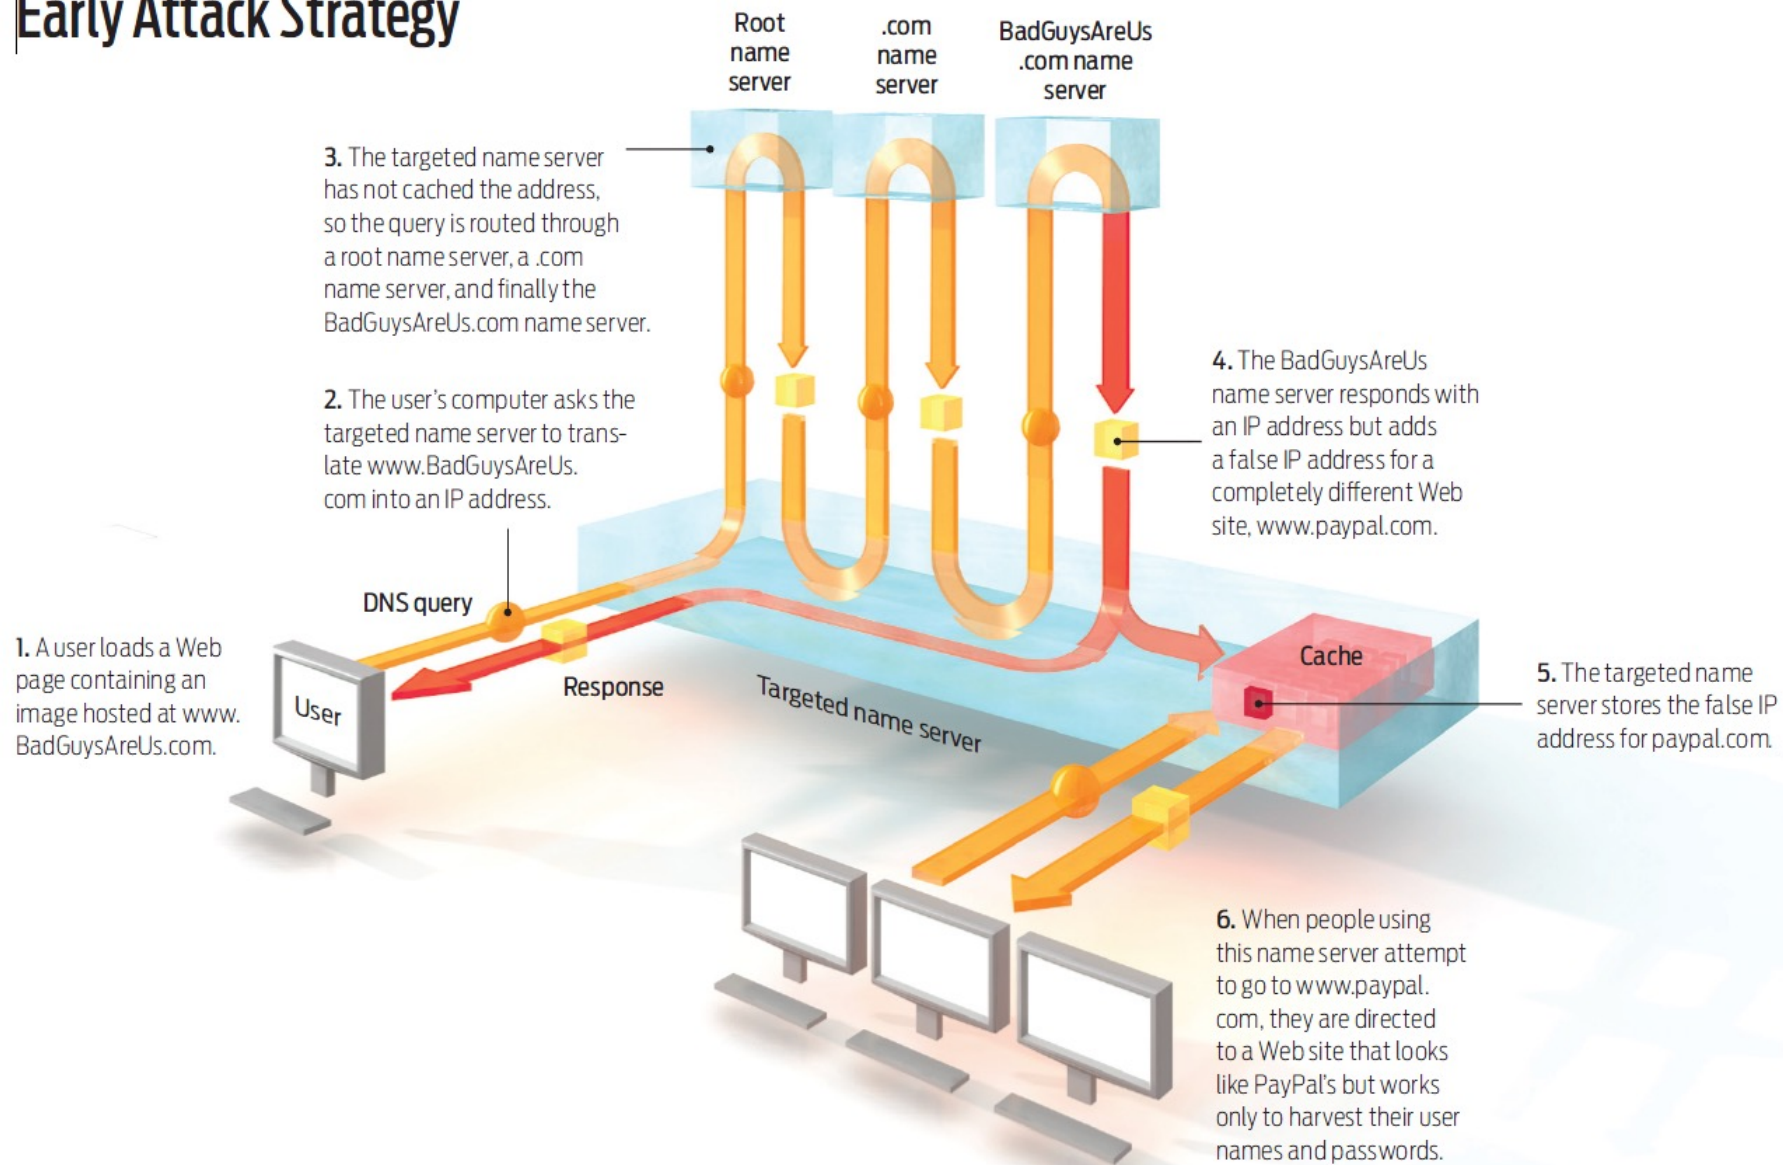 Early Attack Strategy
Root
name
server
.com
name
server
BadGuysAreUs
.com name
server
3. The targeted name server
has not cached the address,
so the query is routed through
a root name server, a .com
name server, and finally the
BadGuysAreUs.com name server.
2. The user's computer asks the
targeted name server to trans-
late www.BadGuysAreUs.
com into an IP address.
4. The BadGuysAreUs
name server responds with
an IP address but adds
a false IP address for a
completely different Web
site, www.paypal.com.
DNS query
1. A user loads a Web
page containing an
image hosted at www.
BadGuysAreUs.com.
User
Response
Targeted name server
Cache
5. The targeted name
server stores the false IP
address for paypal.com.
6. When people using
this name server attempt
to go to www.paypal.
com, they are directed
to a Web site that looks
like PayPal's but works
only to harvest their user
names and passwords.